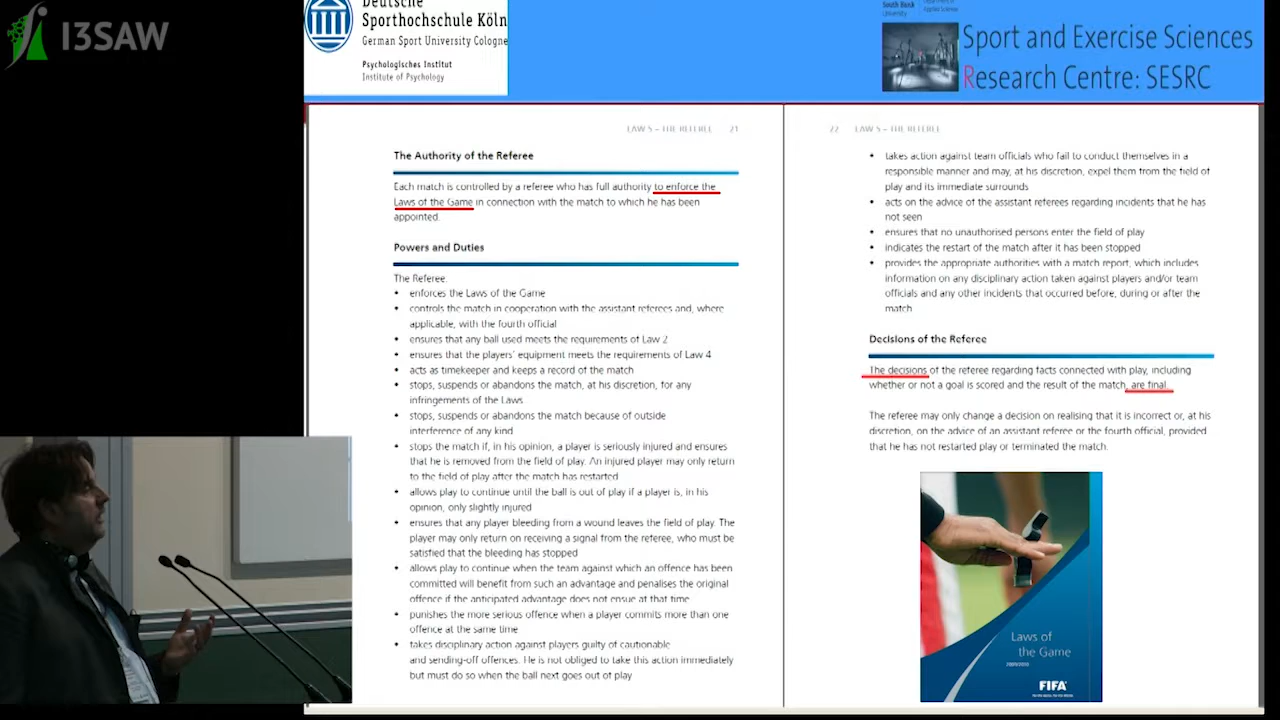 I3SAW
Deutsche
Sporthochschule Köln
German Sport University Cologne
Psychologisches Institut
Institute of Psychology
South Bank
University
Department of
Applied Science
Sport and Exercise Sciences
Research Centre: SESRC
LAW 5 – THE REFEREE 21
The Authority of the Referee
Each match is controlled by a referee who has full authority to enforce the
Laws of the Game in connection with the match to which he has been
appointed.
Powers and Duties
The Referee:
• enforces the Laws of the Game
• controls the match in cooperation with the assistant referees and, where
applicable, with the fourth official
• ensures that any ball used meets the requirements of Law 2
• ensures that the players' equipment meets the requirements of Law 4
• acts as timekeeper and keeps a record of the match
• stops, suspends or abandons the match, at his discretion, for any
infringements of the Laws
• stops, suspends or abandons the match because of outside
interference of any kind
• stops the match if, in his opinion, a player is seriously injured and ensures
that he is removed from the field of play. An injured player may only return
to the field of play after the match has restarted
• allows play to continue until the ball is out of play if a player is, in his
opinion, only slightly injured
• ensures that any player bleeding from a wound leaves the field of play. The
player may only return on receiving a signal from the referee, who must be
satisfied that the bleeding has stopped
• allows play to continue when the team against which an offence has been
committed will benefit from such an advantage and penalises the original
offence if the anticipated advantage does not ensue at that time
• punishes the more serious offence when a player commits more than one
offence at the same time
• takes disciplinary action against players guilty of cautionable
and sending-off offences. He is not obliged to take this action immediately
but must do so when the ball next goes out of play
22 LAW 5 – THE REFEREE
• takes action against team officials who fail to conduct themselves in a
responsible manner and may, at his discretion, expel them from the field of
play and its immediate surrounds
• acts on the advice of the assistant referees regarding incidents that he has
not seen
• ensures that no unauthorised persons enter the field of play
• indicates the restart of the match after it has been stopped
• provides the appropriate authorities with a match report, which includes
information on any disciplinary action taken against players and/or team
officials and any other incidents that occurred before, during or after the
match
Decisions of the Referee
The decisions of the referee regarding facts connected with play, including
whether or not a goal is scored and the result of the match, are final.
The referee may only change a decision on realising that it is incorrect or, at his
discretion, on the advice of an assistant referee or the fourth official, provided
that he has not restarted play or terminated the match.
Laws of
the Game
FIFA